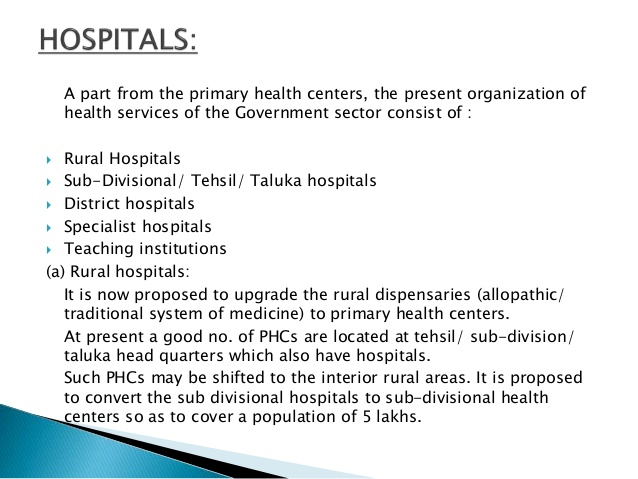 HOSPITALS:
A part from the primary health centers, the present organization of
health services of the Government sector consist of :
Rural Hospitals
Sub-Divisional/ Tehsil/ Taluka hospitals
District hospitals
Specialist hospitals
Teaching institutions
(a) Rural hospitals:
It is now proposed to upgrade the rural dispensaries (allopathic/
traditional system of medicine) to primary health centers.
At present a good no. of PHCs are located at tehsil/ sub-division/
taluka head quarters which also have hospitals.
Such PHCs may be shifted to the interior rural areas. It is proposed
to convert the sub divisional hospitals to sub-divisional health
centers so as to cover a population of 5 lakhs.